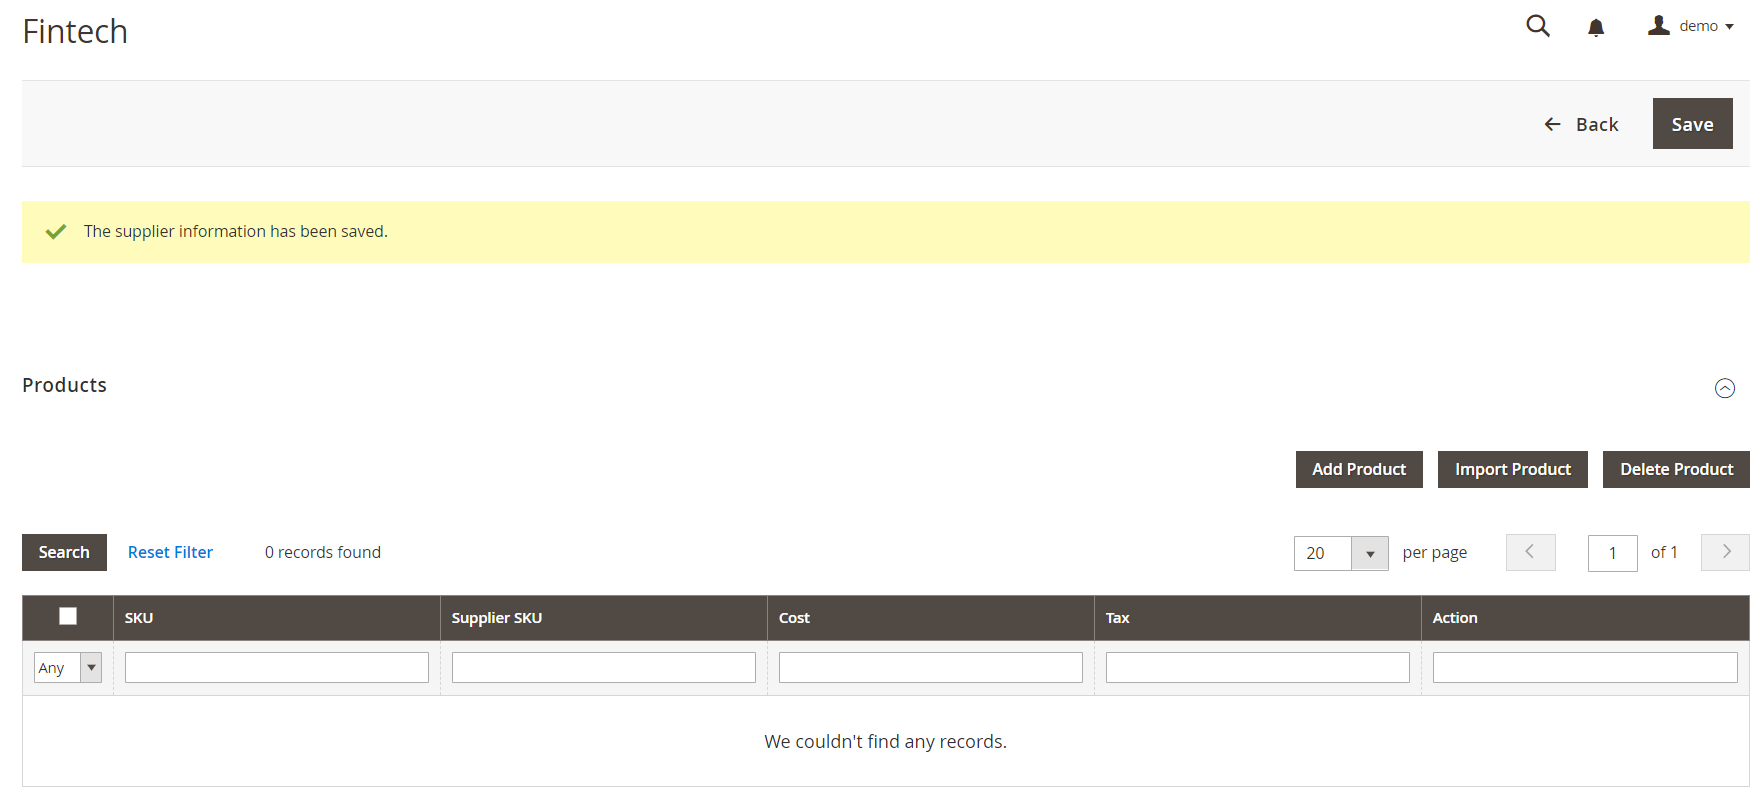 Fintech
demo
Back
Save
The supplier information has been saved.
Products
Add Product
Import Product
Delete Product
Search
Reset Filter
0 records found
20
per page
1
of 1
SKU
Supplier SKU
Cost
Tax
Action
Any
We couldn't find any records.